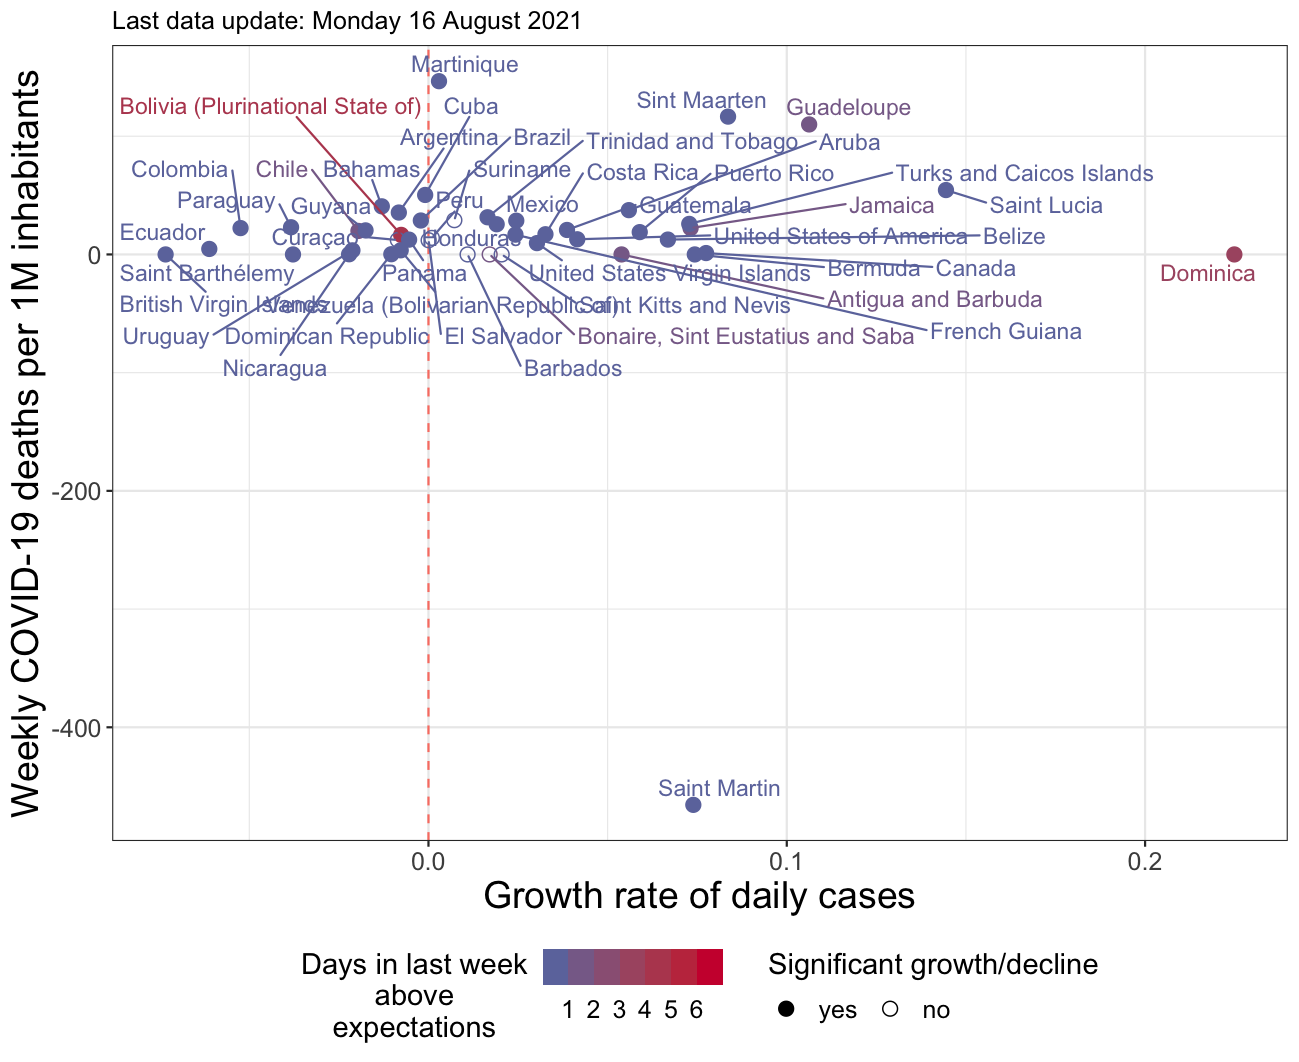 Last data update: Monday 16 August 2021
Martinique
Bolivia (Plurinational State of)
Cuba
Sint Maarten
Guadeloupe
Argentina
Brazil
Trinidad and Tobago
Aruba
Colombia
Chile
Bahamas
Suriname
Costa Rica
Puerto Rico
Turks and Caicos Islands
Paraguay
Guyana
Peru
Mexico
Guatemala
Jamaica
Saint Lucia
Ecuador
Curaçao
Honduras
United States of America
Belize
Saint Barthélemy
Panama
United States Virgin Islands
Bermuda
Canada
Dominica
British Virgin Islands
Venezuela (Bolivarian Republic of)
Saint Kitts and Nevis
Antigua and Barbuda
Uruguay
Dominican Republic
El Salvador
Bonaire, Sint Eustatius and Saba
French Guiana
Nicaragua
Barbados
Saint Martin
0
-200
-400
Weekly COVID-19 deaths per 1M inhabitants
0.0
0.1
0.2
Growth rate of daily cases
Days in last week
above
expectations
1 2 3 4 5 6
Significant growth/decline
yes
no